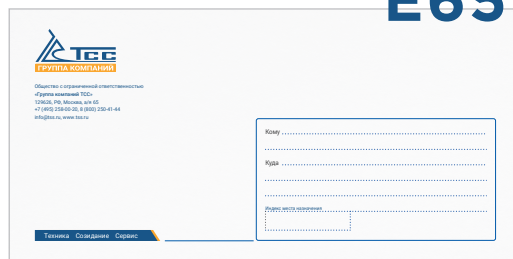 E65
ТСС
ГРУППА КОМПАНИЙ
Общество с ограниченной ответственностью
«Группа компаний ТСС»
129626, РФ, Москва, а/я 65
+7 (495) 258-00-20, 8 (800) 250-41-44
info@tss.ru, www.tss.ru
Кому
Куда
Индекс места назначения
Техника Созидание Сервис